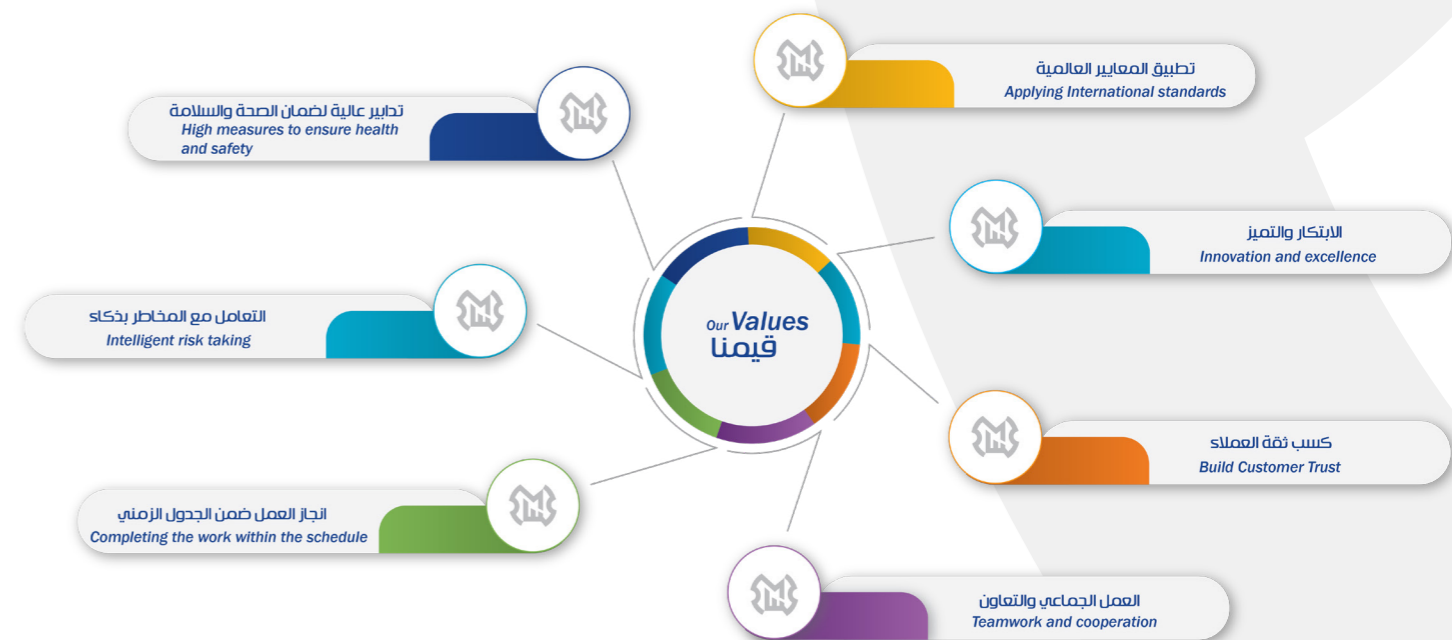 Our Values
قيمنا
تطبيق المعايير العالمية
Applying International standards
الابتكار والتميز
Innovation and excellence
كسب ثقة العملاء
Build Customer Trust
العمل الجماعي والتعاون
Teamwork and cooperation
انجاز العمل ضمن الجدول الزمني
Completing the work within the schedule
التعامل مع المخاطر بذكاء
Intelligent risk taking
تدابير عالية لضمان الصحة والسلامة
High measures to ensure health
and safety